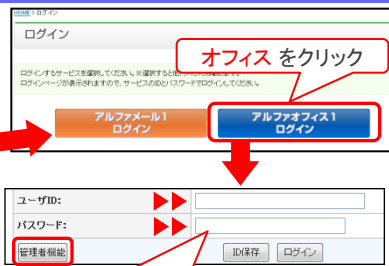 HOME > ログイン
ログイン
オフィス をクリック
ログインするサービスを選択してください。※選択すると
ログインページが表示されますので、サービスのIDとパスワードでログインしてください。
アルファメール1
ログイン
アルファオフィス1
ログイン
ユーザID:
パスワード:
管理者機能
ID保存
ログイン